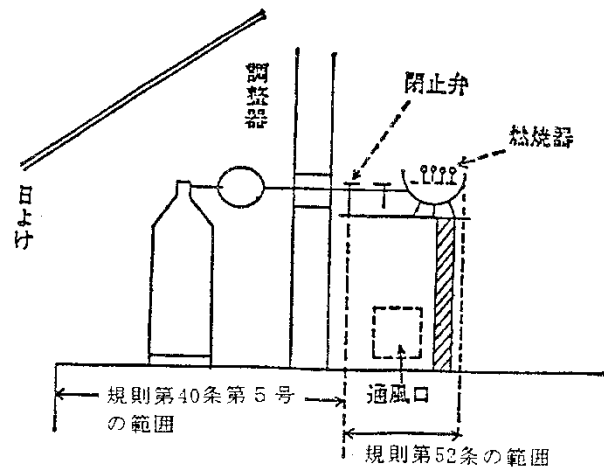 調整器
閉止弁
燃焼器
日よけ
通風口
規則第40条第5号
の範囲
規則第52条の範囲